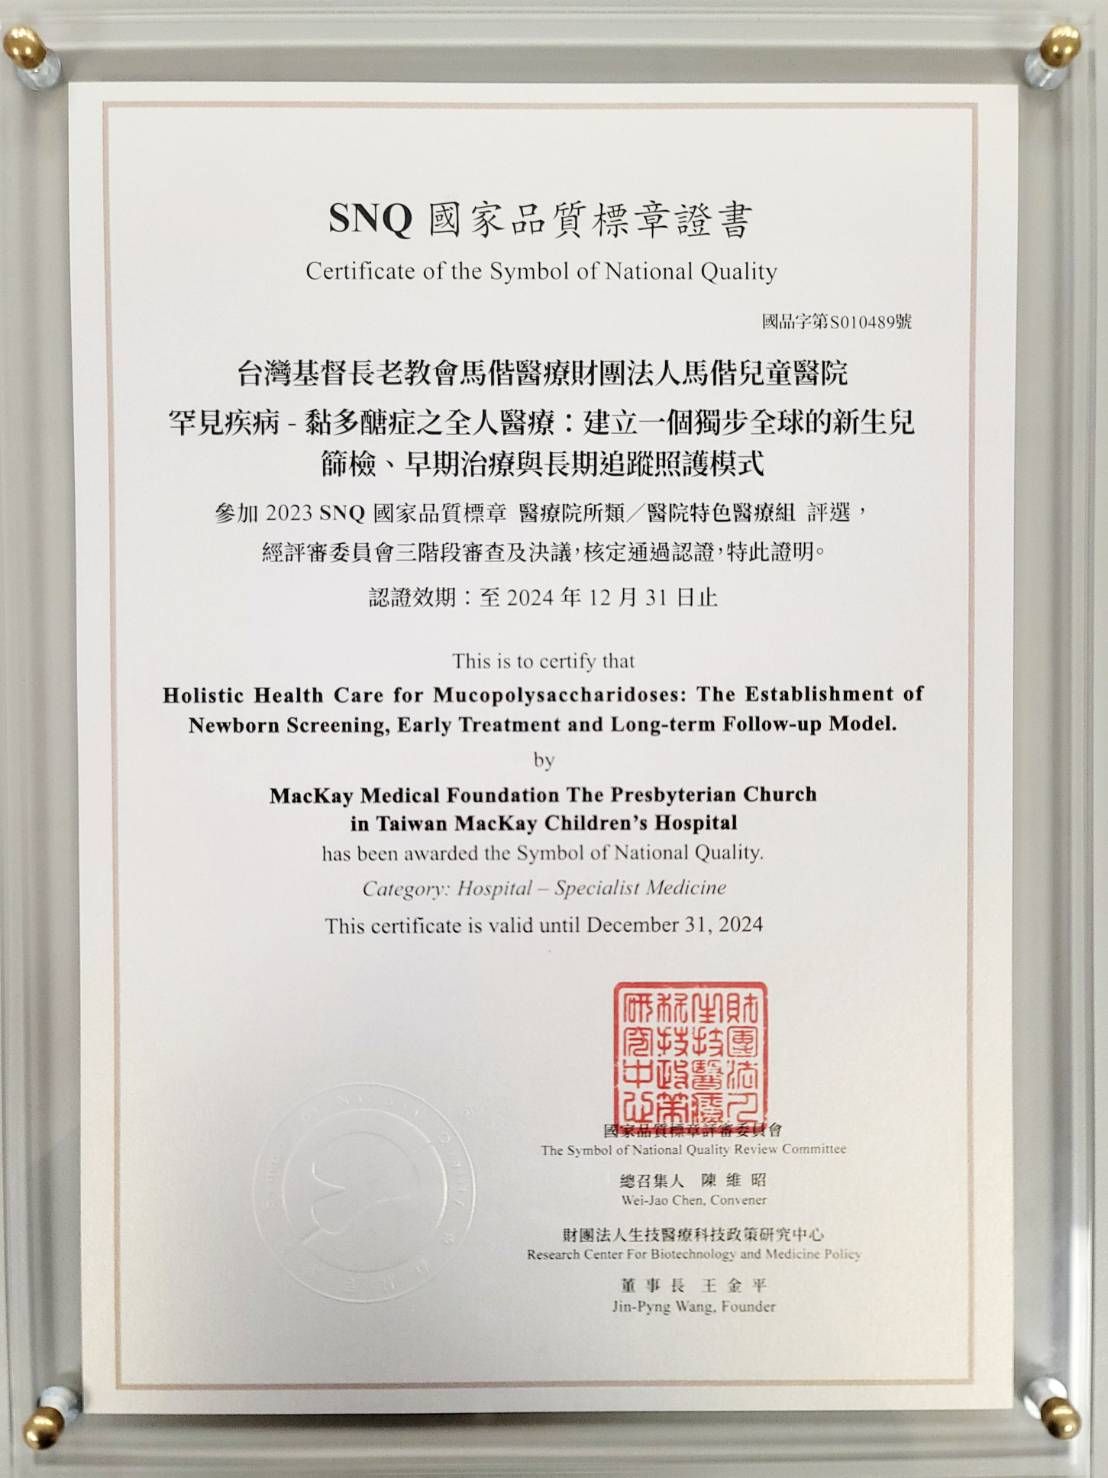 SNQ 國家品質標章證書
Certificate of the Symbol of National Quality
國品字第S010489號
台灣基督長老教會馬偕醫療財團法人馬偕兒童醫院
罕見疾病 - 黏多醣症之全人醫療：建立一個獨步全球的新生兒
篩檢、早期治療與長期追蹤照護模式
參加 2023 SNQ 國家品質標章 醫療院所類／醫院特色醫療組 評選，
經評審委員會三階段審查及決議，核定通過認證，特此證明。
認證效期：至 2024 年 12 月 31 日止
This is to certify that
Holistic Health Care for Mucopolysaccharidoses: The Establishment of
Newborn Screening, Early Treatment and Long-term Follow-up Model.
by
MacKay Medical Foundation The Presbyterian Church
in Taiwan MacKay Children's Hospital
has been awarded the Symbol of National Quality.
Category: Hospital – Specialist Medicine
This certificate is valid until December 31, 2024
財團法人
生技醫療
科技政策
研究中心
國家品質標章評審委員會
The Symbol of National Quality Review Committee
總召集人 陳維昭
Wei-Jao Chen, Convener
財團法人生技醫療科技政策研究中心
Research Center For Biotechnology and Medicine Policy
董事長 王金平
Jin-Pyng Wang, Founder